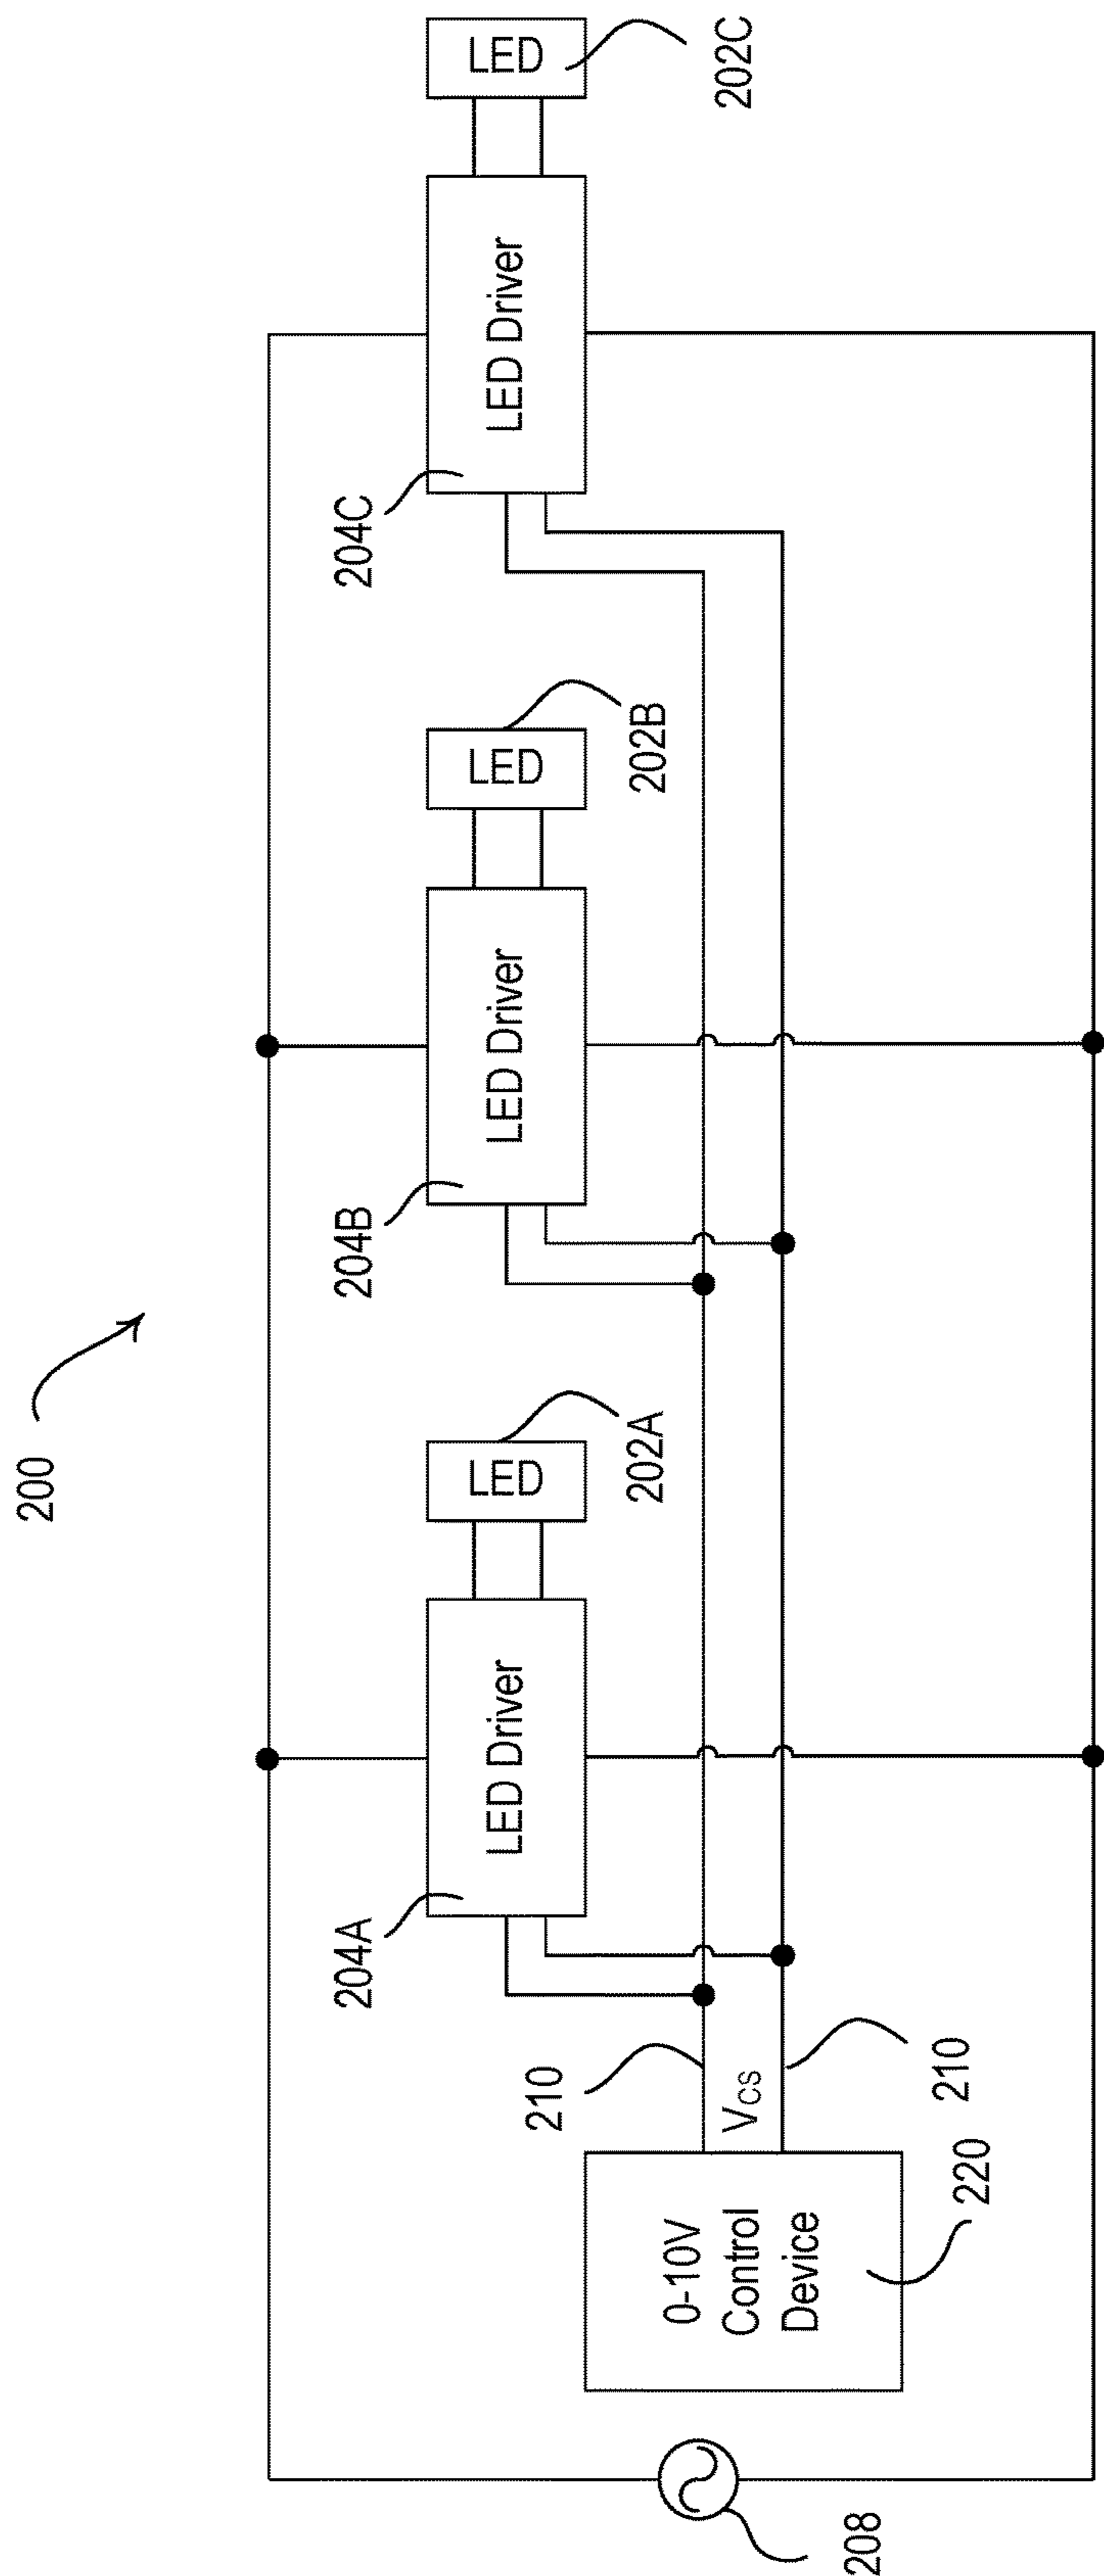 200
LED
202C
LED Driver
204C
LED
202B
LED Driver
204B
LED
202A
LED Driver
204A
210
VCS
210
0-10V
Control
Device
220
208